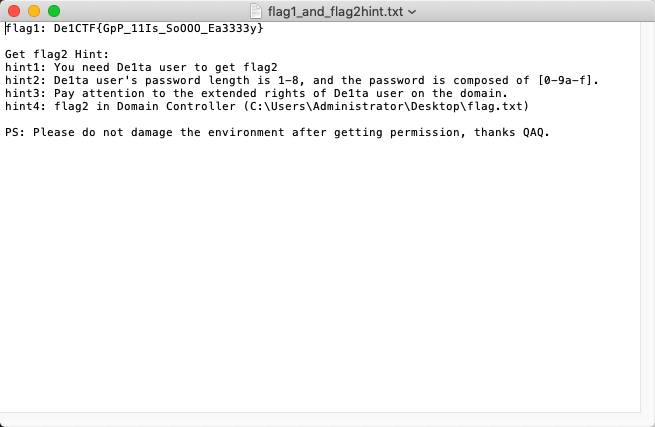 flag1_and_flag2hint.txt
flag1: De1CTF{GpP_11Is_SoOOO_Ea3333y}
Get flag2 Hint:
hint1: You need De1ta user to get flag2
hint2: De1ta user's password length is 1-8, and the password is composed of [0-9a-f].
hint3: Pay attention to the extended rights of De1ta user on the domain.
hint4: flag2 in Domain Controller (C:\Users\Administrator\Desktop\flag.txt)
PS: Please do not damage the environment after getting permission, thanks QAQ.